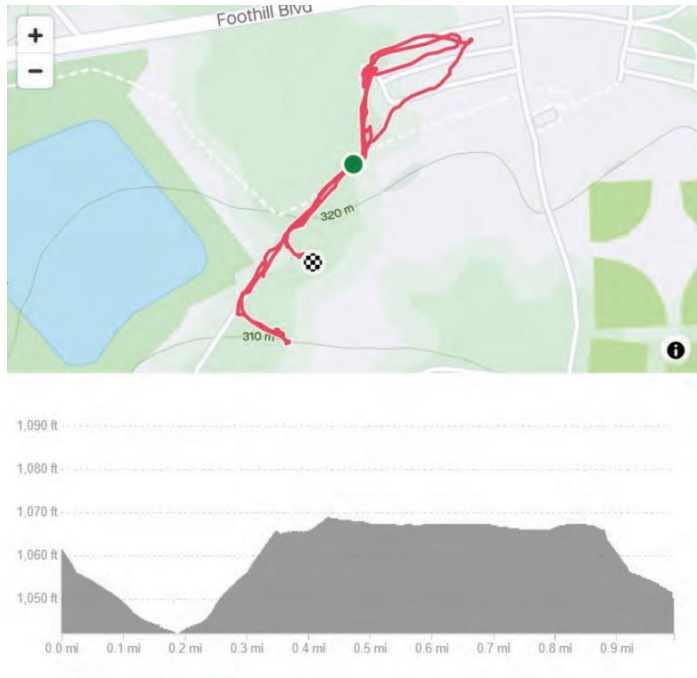 Foothill Blvd
+
−
320 m
310 m
i
1,090 ft
1,080 ft
1,070 ft
1,060 ft
1,050 ft
0.0 mi 0.1 mi 0.2 mi 0.3 mi 0.4 mi 0.5 mi 0.6 mi 0.7 mi 0.8 mi 0.9 mi